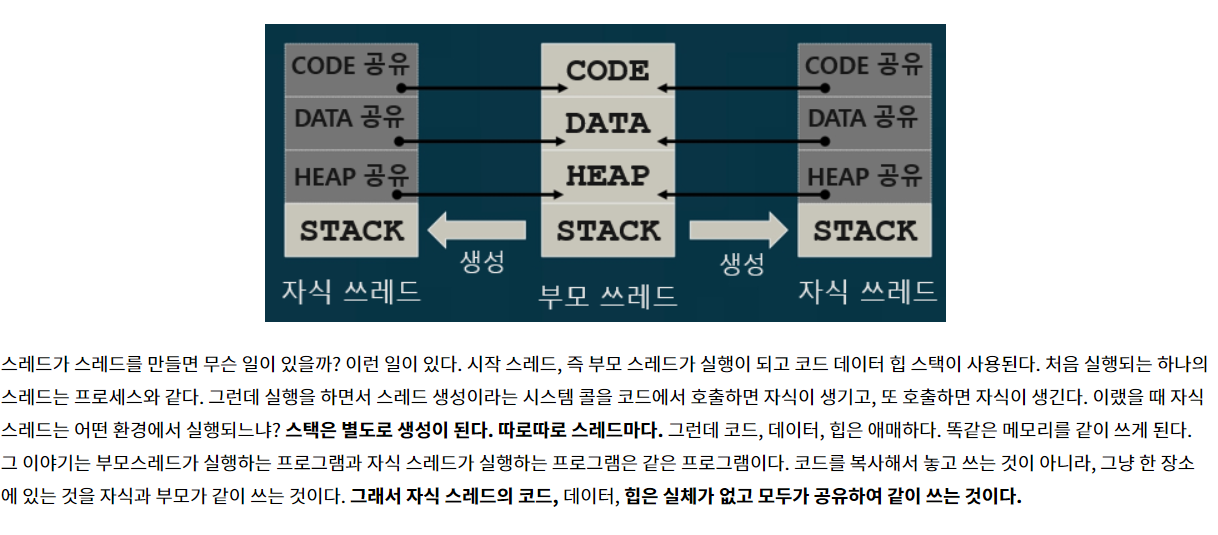 CODE 공유 CODE CODE 공유
DATA 공유 DATA DATA 공유
HEAP 공유 HEAP HEAP 공유
STACK STACK STACK
생성 생성
자식 쓰레드 부모 쓰레드 자식 쓰레드
스레드가 스레드를 만들면 무슨 일이 있을까? 이런 일이 있다. 시작 스레드, 즉 부모 스레드가 실행이 되고 코드 데이터 힙 스택이 사용된다. 처음 실행되는 하나의
스레드는 프로세스와 같다. 그런데 실행을 하면서 스레드 생성이라는 시스템 콜을 코드에서 호출하면 자식이 생기고, 또 호출하면 자식이 생긴다. 이랬을 때 자식
스레드는 어떤 환경에서 실행되느냐? 스택은 별도로 생성이 된다. 따로따로 스레드마다. 그런데 코드, 데이터, 힙은 애매하다. 똑같은 메모리를 같이 쓰게 된다.
그 이야기는 부모스레드가 실행하는 프로그램과 자식 스레드가 실행하는 프로그램은 같은 프로그램이다. 코드를 복사해서 놓고 쓰는 것이 아니라, 그냥 한 장소
에 있는 것을 자식과 부모가 같이 쓰는 것이다. 그래서 자식 스레드의 코드, 데이터, 힙은 실체가 없고 모두가 공유하여 같이 쓰는 것이다.